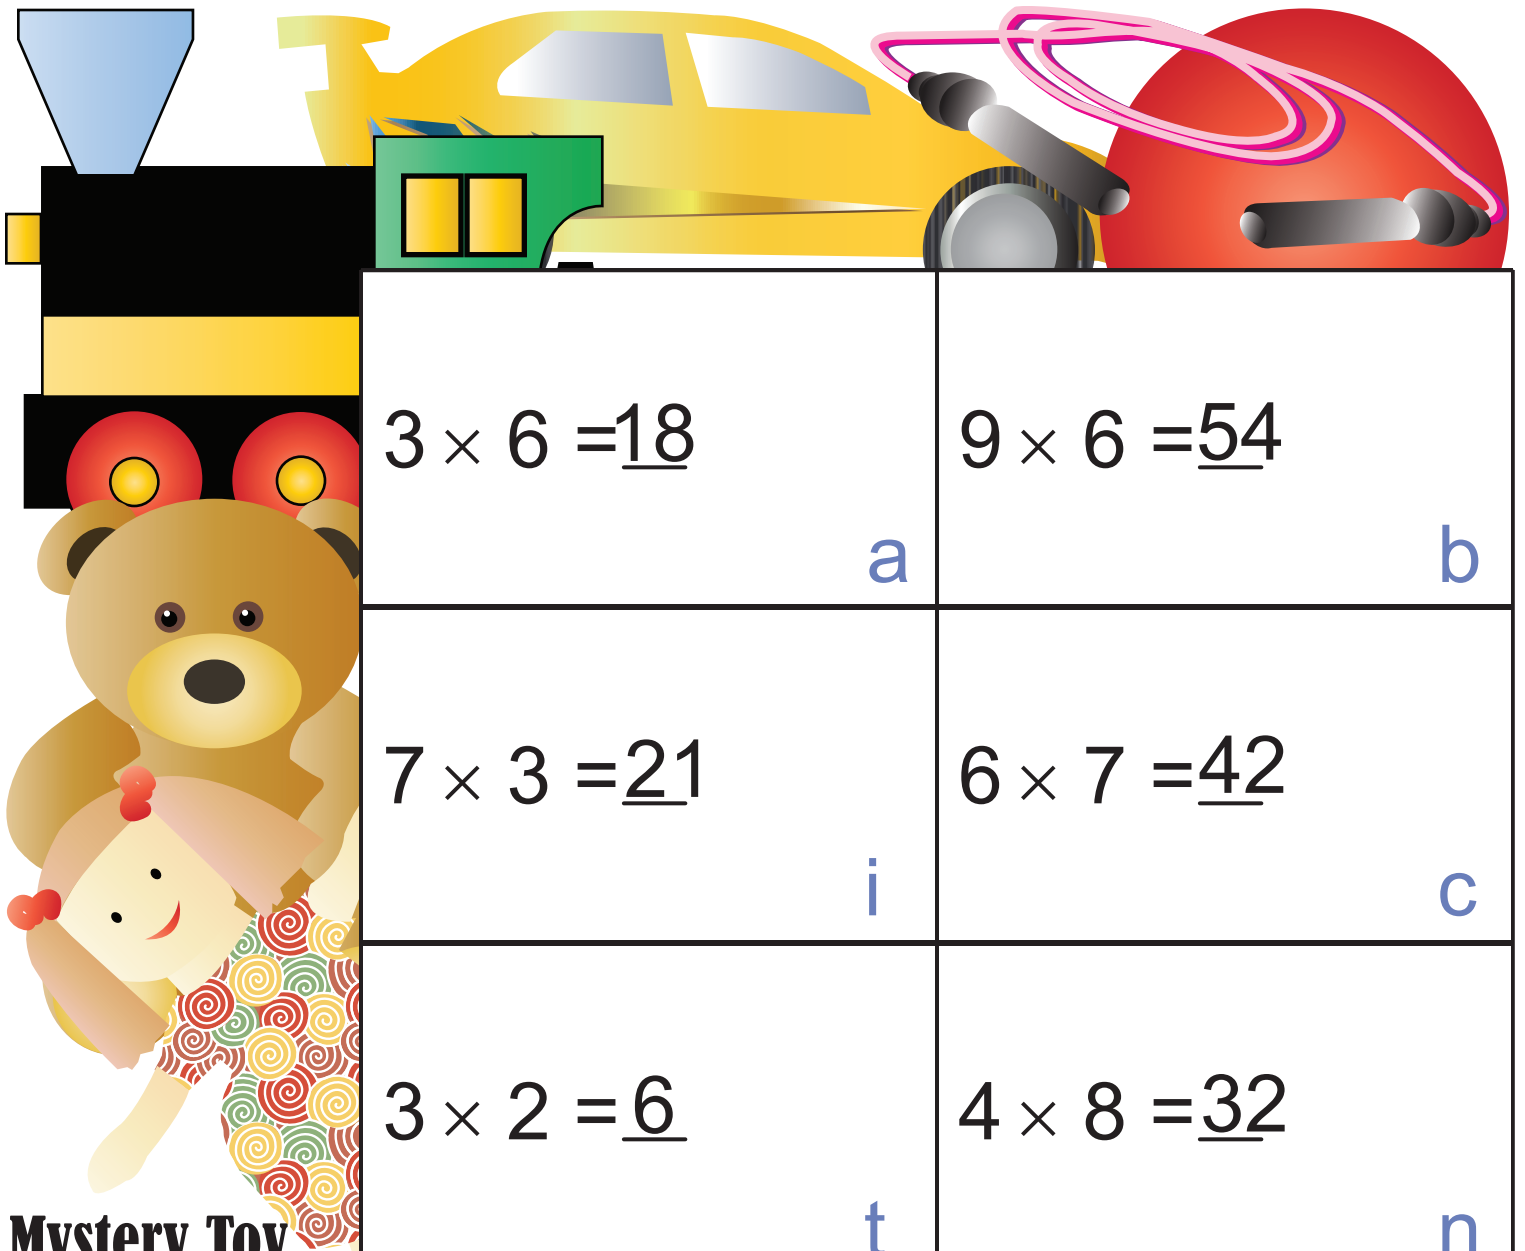 3 × 6 = 18
9 × 6 = 54
a
b
7 × 3 = 21
6 × 7 = 42
i
c
3 × 2 = 6
4 × 8 = 32
t
n
Mystery Toy